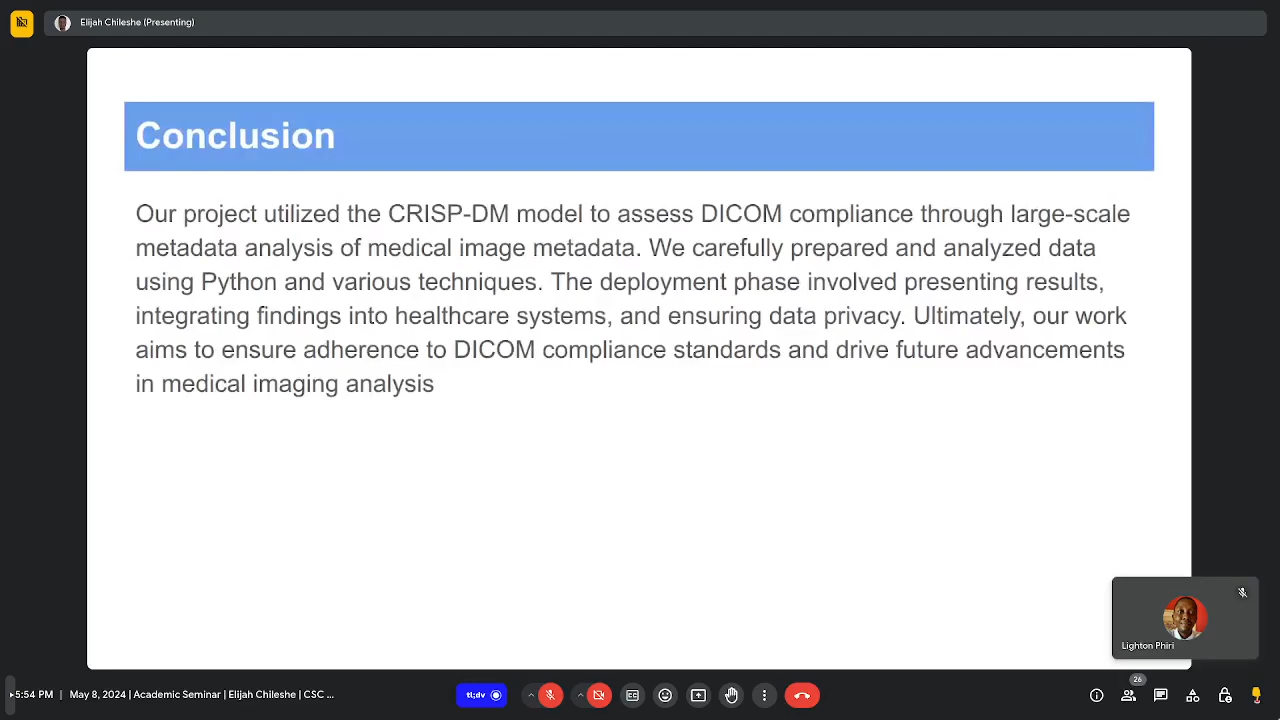 Elijah Chileshe (Presenting)
Conclusion
Our project utilized the CRISP-DM model to assess DICOM compliance through large-scale
metadata analysis of medical image metadata. We carefully prepared and analyzed data
using Python and various techniques. The deployment phase involved presenting results,
integrating findings into healthcare systems, and ensuring data privacy. Ultimately, our work
aims to ensure adherence to DICOM compliance standards and drive future advancements
in medical imaging analysis
Lighton Phiri
26
5:54 PM | May 8, 2024 | Academic Seminar | Elijah Chileshe | CSC ...
tl;dv